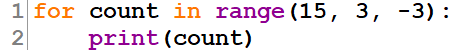 1 for count in range(15, 3, -3):
2     print(count)